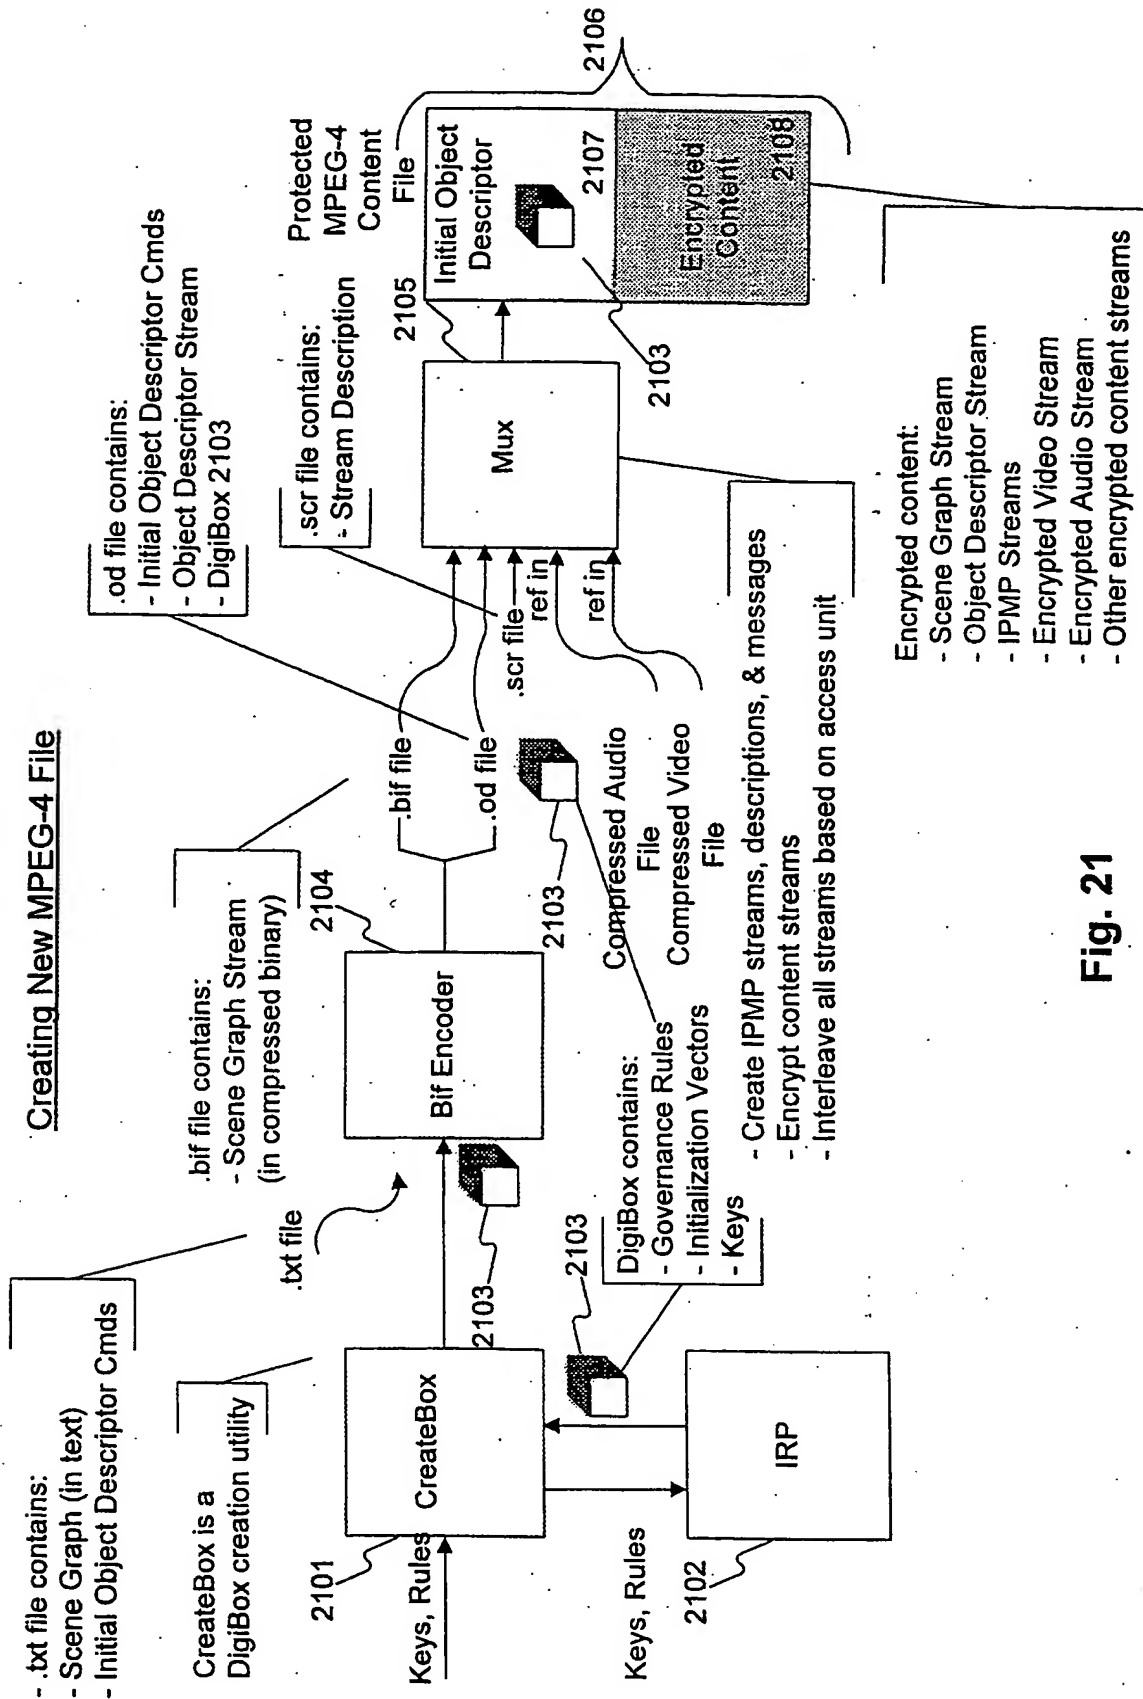 Creating New MPEG-4 File
- .txt file contains:
- Scene Graph (in text)
- Initial Object Descriptor Cmds
CreateBox is a
DigiBox creation utility
.bif file contains:
- Scene Graph Stream
(in compressed binary)
.od file contains:
- Initial Object Descriptor Cmds
- Object Descriptor Stream
- DigiBox 2103
.scr file contains:
- Stream Description
Protected
MPEG-4
Content
File
2106
2101
Keys, Rules
CreateBox
.txt file
2103
2104
Bif Encoder
.bif file
.od file
2103
.scr file
ref in
ref in
Compressed Audio
File
Compressed Video
File
Mux
2105
Initial Object
Descriptor
2107
Encrypted
Content
2108
2103
Keys, Rules
2102
IRP
2103
DigiBox contains:
- Governance Rules
- Initialization Vectors
- Keys
- Create IPMP streams, descriptions, & messages
- Encrypt content streams
- Interleave all streams based on access unit
Encrypted content:
- Scene Graph Stream
- Object Descriptor Stream
- IPMP Streams
- Encrypted Video Stream
- Encrypted Audio Stream
- Other encrypted content streams
Fig. 21